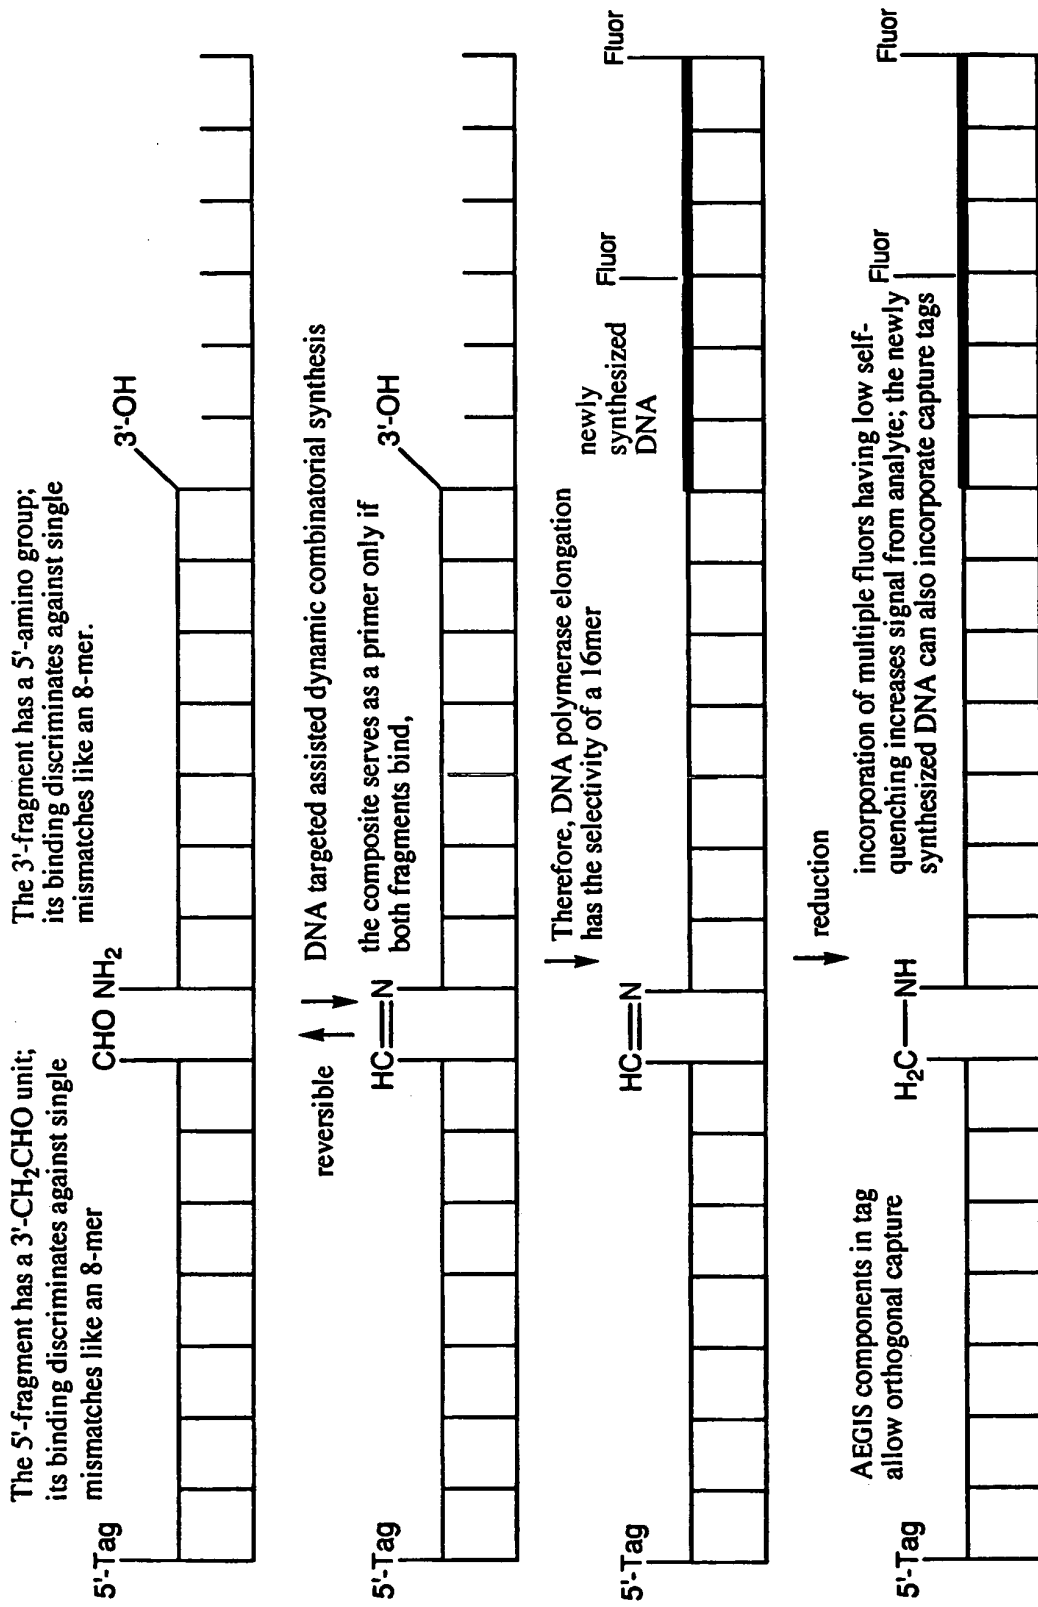 The 5'-fragment has a 3'-CH₂CHO unit;
its binding discriminates against single
mismatches like an 8-mer
The 3'-fragment has a 5'-amino group;
its binding discriminates against single
mismatches like an 8-mer.
5'-Tag
CHO NH₂
3'-OH
reversible
DNA targeted assisted dynamic combinatorial synthesis
the composite serves as a primer only if
both fragments bind,
5'-Tag
HC=N
3'-OH
Therefore, DNA polymerase elongation
has the selectivity of a 16mer
newly
synthesized
DNA
5'-Tag
HC=N
Fluor
Fluor
reduction
AEGIS components in tag
allow orthogonal capture
incorporation of multiple fluors having low self-
quenching increases signal from analyte; the newly
synthesized DNA can also incorporate capture tags
5'-Tag
H₂C—NH
Fluor
Fluor